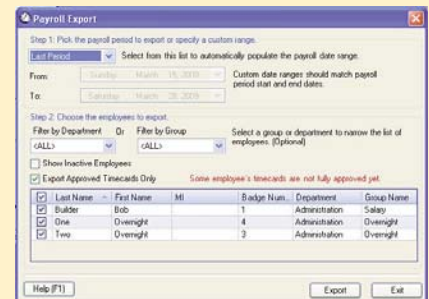 Payroll Export
Step 1: Pick the payroll period to export or specify a custom range.
Last Period
Select from this list to automatically populate the payroll date range.
From:
Sunday March 15, 2009
Custom date ranges should match payroll
period start and end dates.
To:
Saturday March 28, 2009
Step 2: Choose the employees to export.
Filter by Department Or Filter by Group
Select a group or department to narrow the list of
employees. (Optional)
<ALL> <ALL>
Show Inactive Employees
Export Approved Timecards Only
Some employee's timecards are not fully approved yet.
Last Name First Name MI Badge Num... Department Group Name
Builder Bob 1 Administration Salary
One Overnight 4 Administration Overnight
Two Overnight 3 Administration Overnight
Help (F1) Export Exit